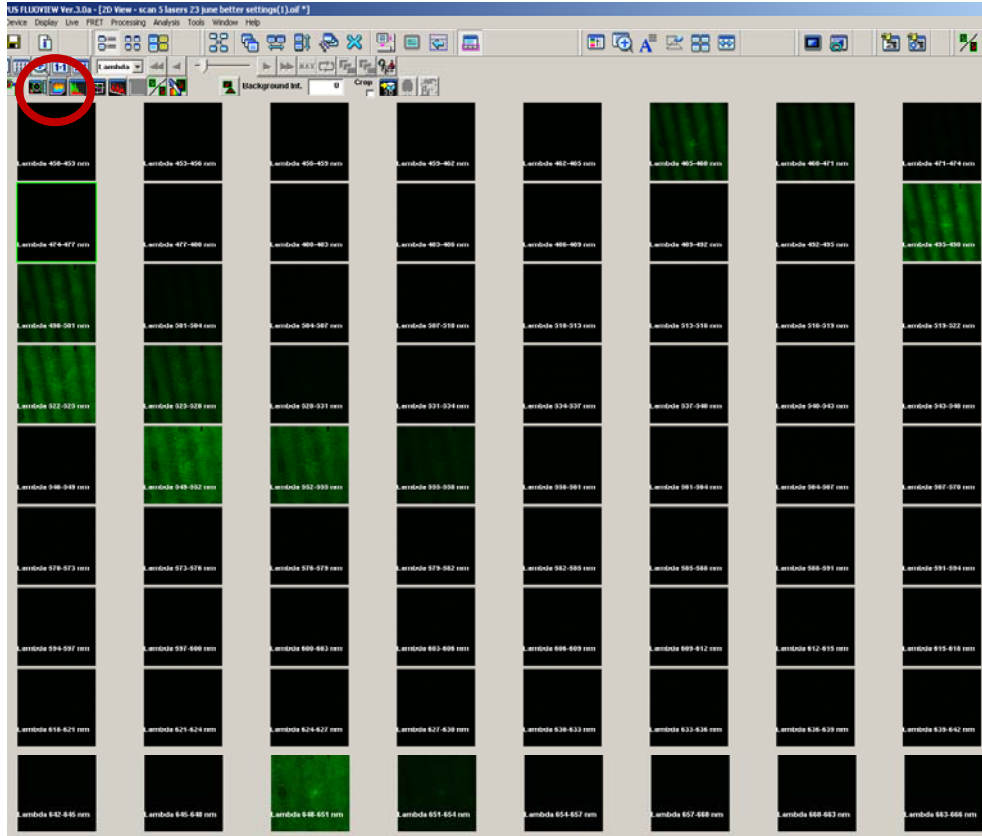 PUS FLUOVIEW Ver.3.0a - [2D View - scan 5 lasers 23 june better settings(1).oif *]
Device Display Live FRET Processing Analysis Tools Window Help
1:1 Lambda
Background Int. 0 Crop
Lambda 450-453 nm Lambda 453-456 nm Lambda 456-459 nm Lambda 459-462 nm Lambda 462-465 nm Lambda 465-468 nm Lambda 468-471 nm Lambda 471-474 nm
Lambda 474-477 nm Lambda 477-480 nm Lambda 480-483 nm Lambda 483-486 nm Lambda 486-489 nm Lambda 489-492 nm Lambda 492-495 nm Lambda 495-498 nm
Lambda 498-501 nm Lambda 501-504 nm Lambda 504-507 nm Lambda 507-510 nm Lambda 510-513 nm Lambda 513-516 nm Lambda 516-519 nm Lambda 519-522 nm
Lambda 522-525 nm Lambda 525-528 nm Lambda 528-531 nm Lambda 531-534 nm Lambda 534-537 nm Lambda 537-540 nm Lambda 540-543 nm Lambda 543-546 nm
Lambda 546-549 nm Lambda 549-552 nm Lambda 552-555 nm Lambda 555-558 nm Lambda 558-561 nm Lambda 561-564 nm Lambda 564-567 nm Lambda 567-570 nm
Lambda 570-573 nm Lambda 573-576 nm Lambda 576-579 nm Lambda 579-582 nm Lambda 582-585 nm Lambda 585-588 nm Lambda 588-591 nm Lambda 591-594 nm
Lambda 594-597 nm Lambda 597-600 nm Lambda 600-603 nm Lambda 603-606 nm Lambda 606-609 nm Lambda 609-612 nm Lambda 612-615 nm Lambda 615-618 nm
Lambda 618-621 nm Lambda 621-624 nm Lambda 624-627 nm Lambda 627-630 nm Lambda 630-633 nm Lambda 633-636 nm Lambda 636-639 nm Lambda 639-642 nm
Lambda 642-645 nm Lambda 645-648 nm Lambda 648-651 nm Lambda 651-654 nm Lambda 654-657 nm Lambda 657-660 nm Lambda 660-663 nm Lambda 663-666 nm